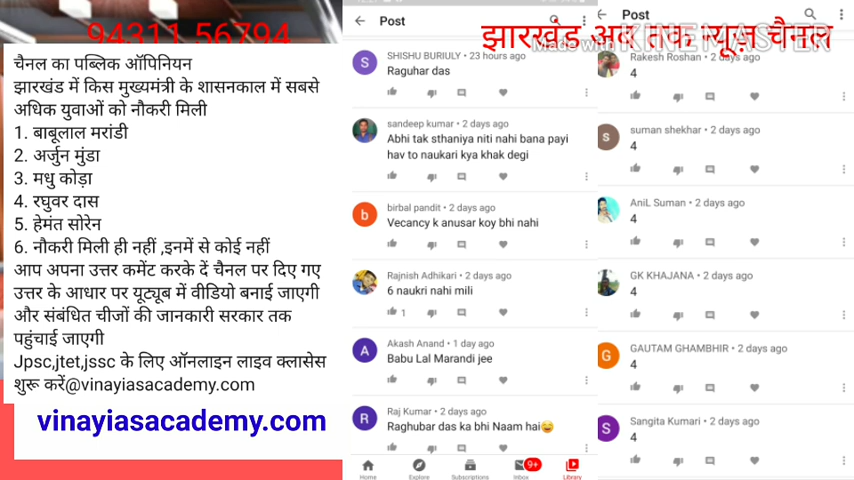 94311 56794
झारखंड अब तक न्यूज़ चैनल
Made with KINEMASTER
चैनल का पब्लिक ऑपिनियन
झारखंड में किस मुख्यमंत्री के शासनकाल में सबसे
अधिक युवाओं को नौकरी मिली
1. बाबूलाल मरांडी
2. अर्जुन मुंडा
3. मधु कोड़ा
4. रघुवर दास
5. हेमंत सोरेन
6. नौकरी मिली ही नहीं ,इनमें से कोई नहीं
आप अपना उत्तर कमेंट करके दें चैनल पर दिए गए
उत्तर के आधार पर यूट्यूब में वीडियो बनाई जाएगी
और संबंधित चीजों की जानकारी सरकार तक
पहुंचाई जाएगी
Jpsc,jtet,jssc के लिए ऑनलाइन लाइव क्लासेस
शुरू करें@vinayiasacademy.com
vinayiasacademy.com
Post
SHISHU BURIULY • 23 hours ago
Raguhar das
sandeep kumar • 2 days ago
Abhi tak sthaniya niti nahi bana payi
hav to naukari kya khak degi
birbal pandit • 2 days ago
Vecancy k anusar koy bhi nahi
Rajnish Adhikari • 2 days ago
6 naukri nahi mili
1
Akash Anand • 1 day ago
Babu Lal Marandi jee
Raj Kumar • 2 days ago
Raghubar das ka bhi Naam hai😅
Home Explore Subscriptions Inbox 9+ Library
Post
Rakesh Roshan • 2 days ago
4
suman shekhar • 2 days ago
4
AniL Suman • 2 days ago
4
GK KHAJANA • 2 days ago
4
GAUTAM GHAMBHIR • 2 days ago
4
Sangita Kumari • 2 days ago
4